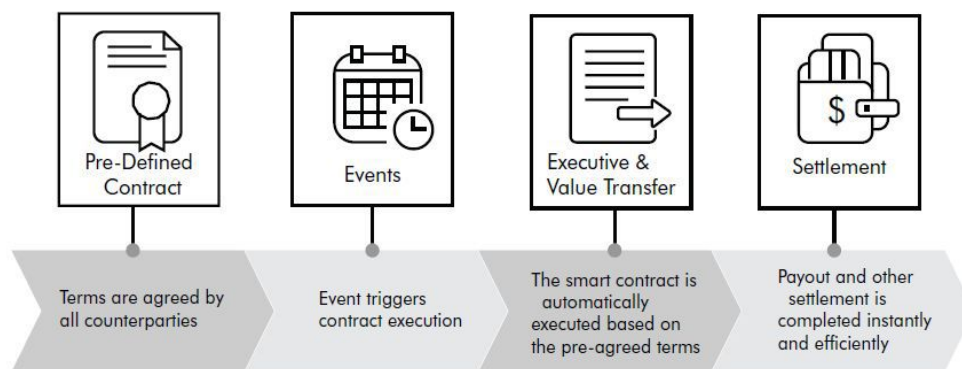 Pre-Defined
Contract
Events
Executive &
Value Transfer
$
Settlement
Terms are agreed by
all counterparties
Event triggers
contract execution
The smart contract is
automatically
executed based on
the pre-agreed terms
Payout and other
settlement is
completed instantly
and efficiently